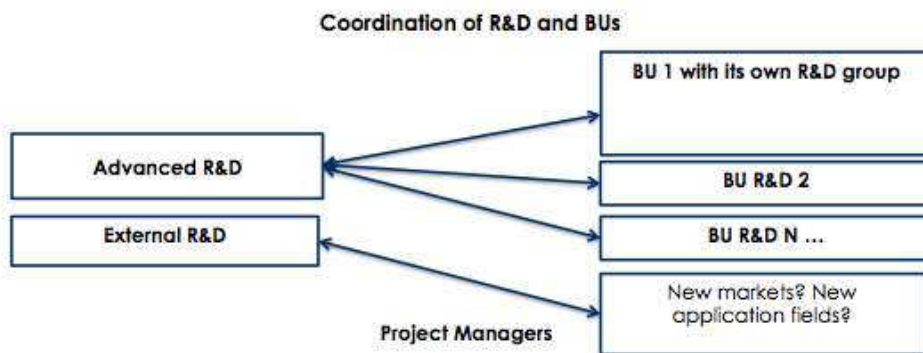 Coordination of R&D and BUs
BU 1 with its own R&D group
Advanced R&D
BU R&D 2
External R&D
BU R&D N ...
New markets? New
application fields?
Project Managers